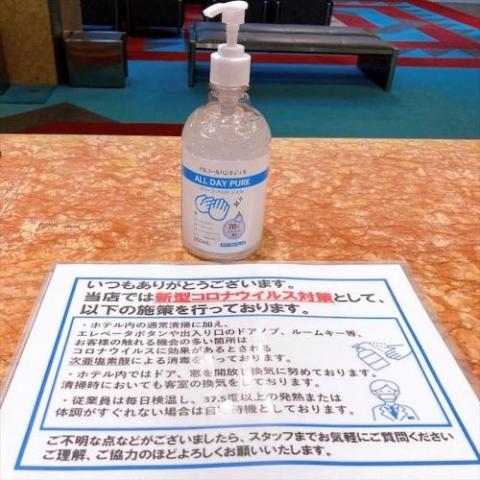 アルコールハンドジェル
ALL DAY PURE
クリーン ハンド ジェル
70%
500mL
いつもありがとうございます。
当店では新型コロナウイルス対策として、
以下の施策を行っております。
・ホテル内の通常清掃に加え、
エレベータボタンや出入り口のドアノブ、ルームキー等、
お客様の触れる機会の多い箇所は
コロナウイルスに効果があるとされる
次亜塩素酸による消毒を行っております。
・ホテル内ではドア、窓を開放し換気に努めております。
清掃時においても客室の換気をしております。
・従業員は毎日検温し、37.5度以上の発熱または
体調がすぐれない場合は自宅待機としております。
ご不明な点などがございましたら、スタッフまでお気軽にご質問ください
ご理解、ご協力のほどよろしくお願いいたします。